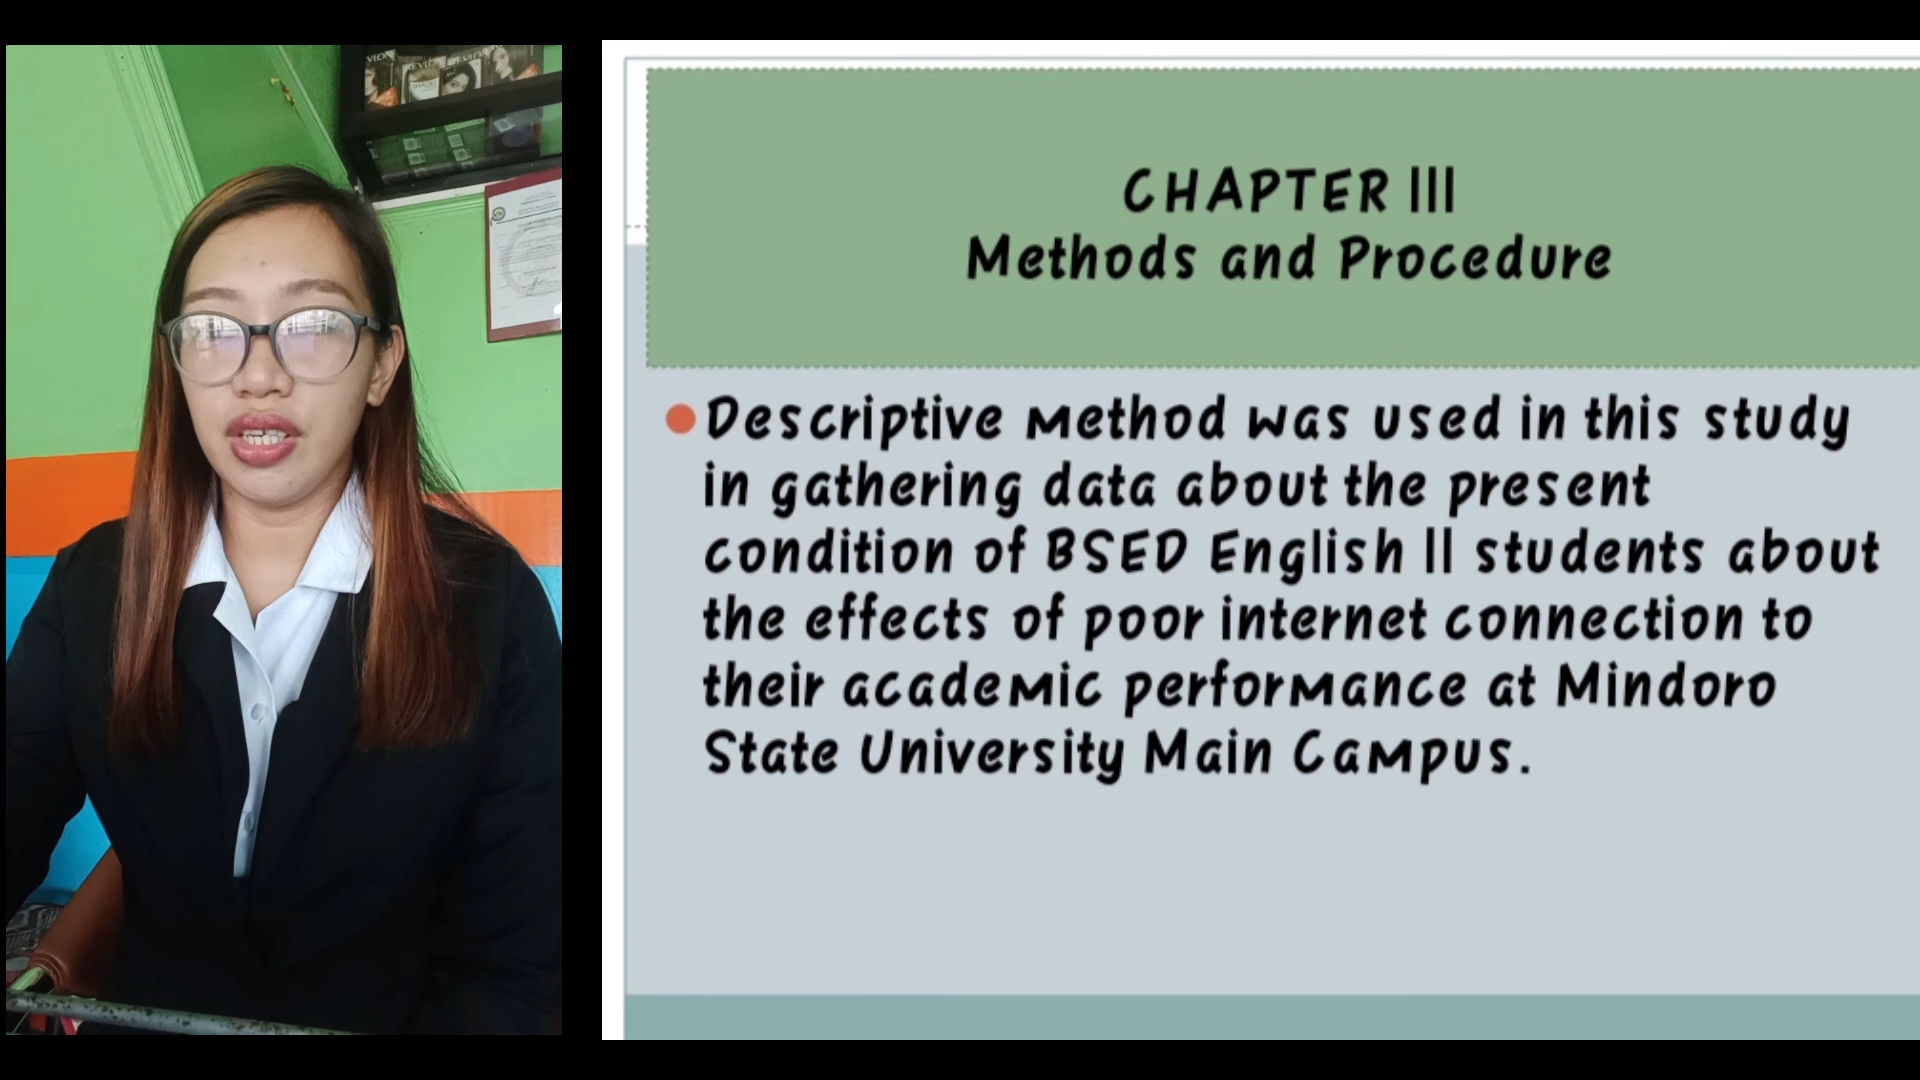 REVLON
CHAPTER III
Methods and Procedure
Descriptive method was used in this study
in gathering data about the present
condition of BSED English II students about
the effects of poor internet connection to
their academic performance at Mindoro
State University Main Campus.